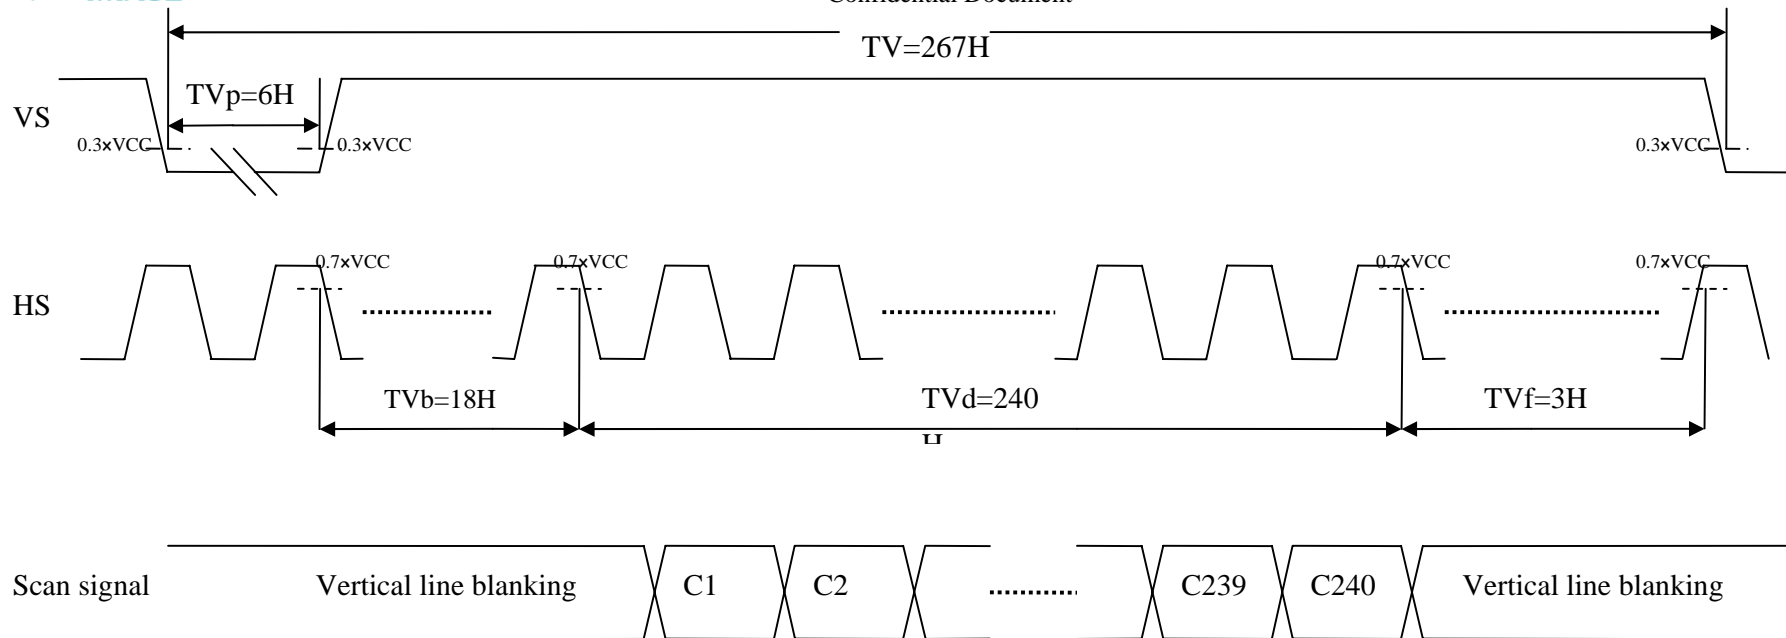 Confidential Document
TV=267H
TVp=6H
VS
0.3×VCC
0.3×VCC
0.3×VCC
0.7×VCC
0.7×VCC
0.7×VCC
0.7×VCC
HS
TVb=18H
TVd=240
H
TVf=3H
Scan signal
Vertical line blanking
C1
C2
C239
C240
Vertical line blanking